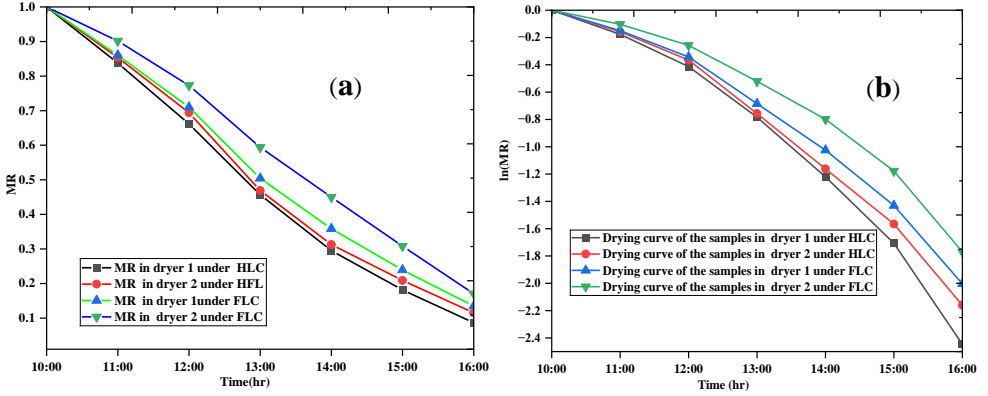 (a)
MR
1.0
0.9
0.8
0.7
0.6
0.5
0.4
0.3
0.2
0.1
MR in dryer 1 under HLC
MR in dryer 2 under HFL
MR in dryer 1under FLC
MR in dryer 2 under FLC
10:00 11:00 12:00 13:00 14:00 15:00 16:00
Time(hr)
(b)
ln(MR)
0.0
-0.2
-0.4
-0.6
-0.8
-1.0
-1.2
-1.4
-1.6
-1.8
-2.0
-2.2
-2.4
Drying curve of the samples in dryer 1 under HLC
Drying curve of the samples in dryer 2 under HLC
Drying curve of the samples in dryer 1 under FLC
Drying curve of the samples in dryer 2 under FLC
10:00 11:00 12:00 13:00 14:00 15:00 16:00
Time (hr)